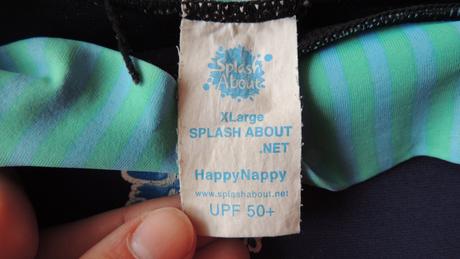 Splash
About
XLarge
SPLASH ABOUT
.NET
HappyNappy
www.splashabout.net
UPF 50+